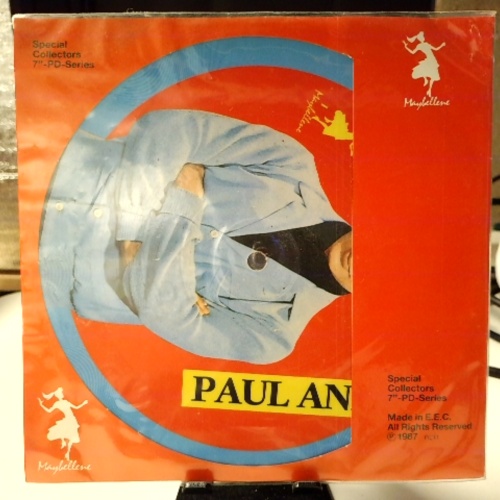 Special
Collectors
7"-PD-Series
Maybellene
Maybellene
PAUL AN
Special
Collectors
7"-PD-Series
Made in E.E.C.
All Rights Reserved
℗ 1987
Maybellene